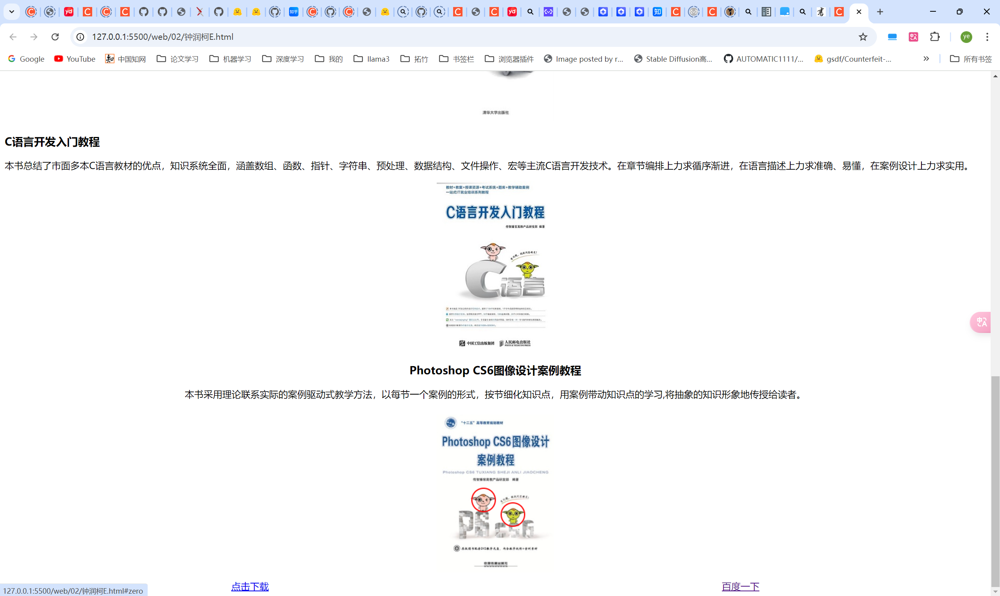 127.0.0.1:5500/web/02/钟润柯E.html
ye
Google YouTube 中国知网 论文学习 机器学习 深度学习 我的 llama3 拓竹 书签栏 浏览器插件 Image posted by r... Stable Diffusion高... AUTOMATIC1111/... gsdf/Counterfeit-... » 所有书签
清华大学出版社
C语言开发入门教程
本书总结了市面多本C语言教材的优点，知识系统全面，涵盖数组、函数、指针、字符串、预处理、数据结构、文件操作、宏等主流C语言开发技术。在章节编排上力求循序渐进，在语言描述上力求准确、易懂，在案例设计上力求实用。
教材+教案+授课资源+考试系统+题库+教学辅助案例
一站式IT就业培训系列教程
C语言开发入门教程
传智播客高教产品研发部 编著
C语言
中国工信出版集团 人民邮电出版社
POSTS & TELECOM PRESS
Photoshop CS6图像设计案例教程
本书采用理论联系实际的案例驱动式教学方法，以每节一个案例的形式，按节细化知识点，用案例带动知识点的学习,将抽象的知识形象地传授给读者。
“十二五”高等教育规划教材
Photoshop CS6图像设计
案例教程
Photoshop CS6 TUXIANG SHEJI ANLI JIAOCHENG
传智播客高教产品研发部 编著
PS CS6
中国铁道出版社
点击下载 百度一下
127.0.0.1:5500/web/02/钟润柯E.html#zero